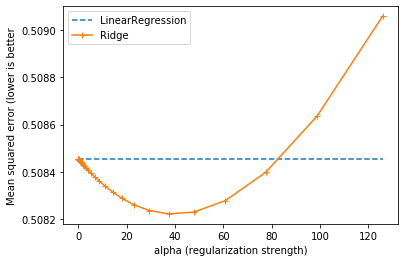 LinearRegression
Ridge
Mean squared error (lower is better
0.5090
0.5088
0.5086
0.5084
0.5082
0 20 40 60 80 100 120
alpha (regularization strength)